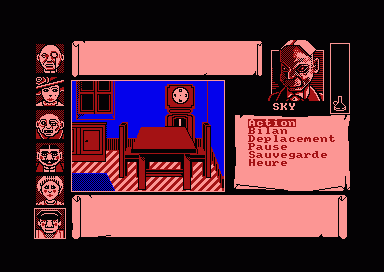 SKY
Action
Bilan
Deplacement
Pause
Sauvegarde
Heure